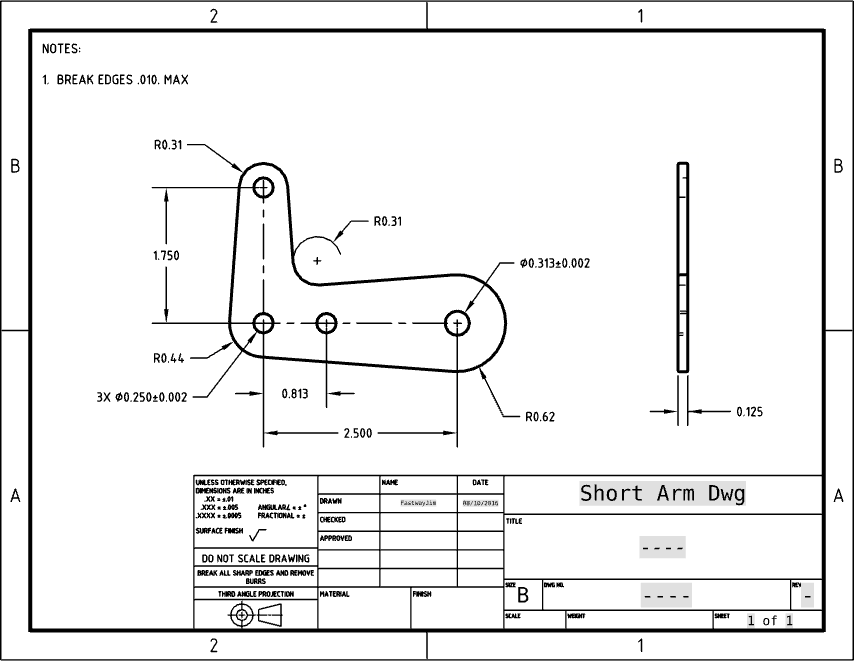 2 1
NOTES:
1. BREAK EDGES .010. MAX
B B
R0.31
R0.31
1.750
Ø0.313±0.002
R0.44
3X Ø0.250±0.002
0.813
R0.62
2.500
0.125
A A
UNLESS OTHERWISE SPECIFIED,
DIMENSIONS ARE IN INCHES
.XX = ±.01
.XXX = ±.005 ANGULAR∠ = ± °
.XXXX = ±.0005 FRACTIONAL = ±
SURFACE FINISH
DO NOT SCALE DRAWING
BREAK ALL SHARP EDGES AND REMOVE
BURRS
THIRD ANGLE PROJECTION
NAME DATE
DRAWN FastwayJim 08/10/2016
CHECKED
APPROVED
MATERIAL FINISH
Short Arm Dwg
TITLE
----
SIZE B DWG NO. ---- REV -
SCALE WEIGHT SHEET 1 of 1
2 1